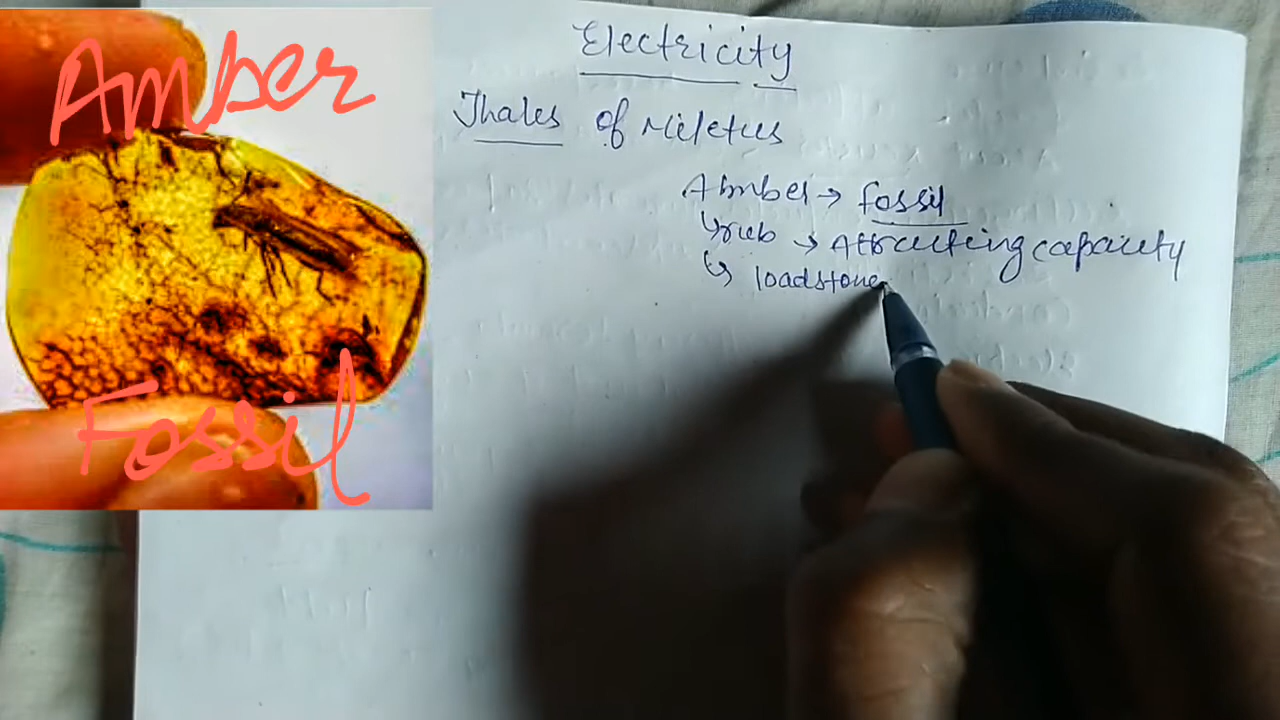 Amber
Fossil
Electricity
Thales of Miletus
Amber → fossil
↳ rub → Attracting capacity
↳ loadstone